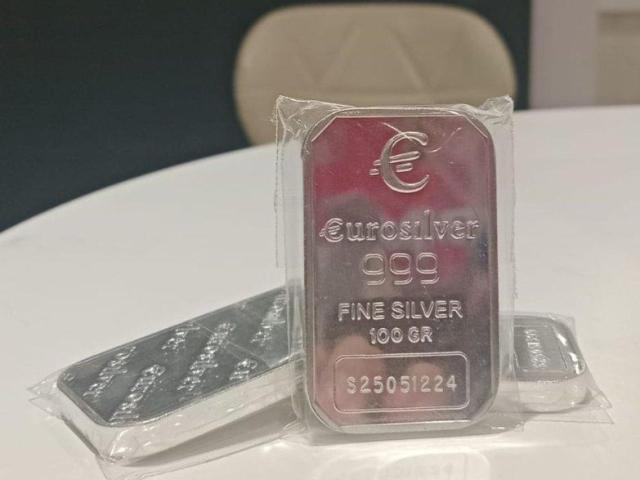 €
€urosilver
999
FINE SILVER
100 GR
S25051224